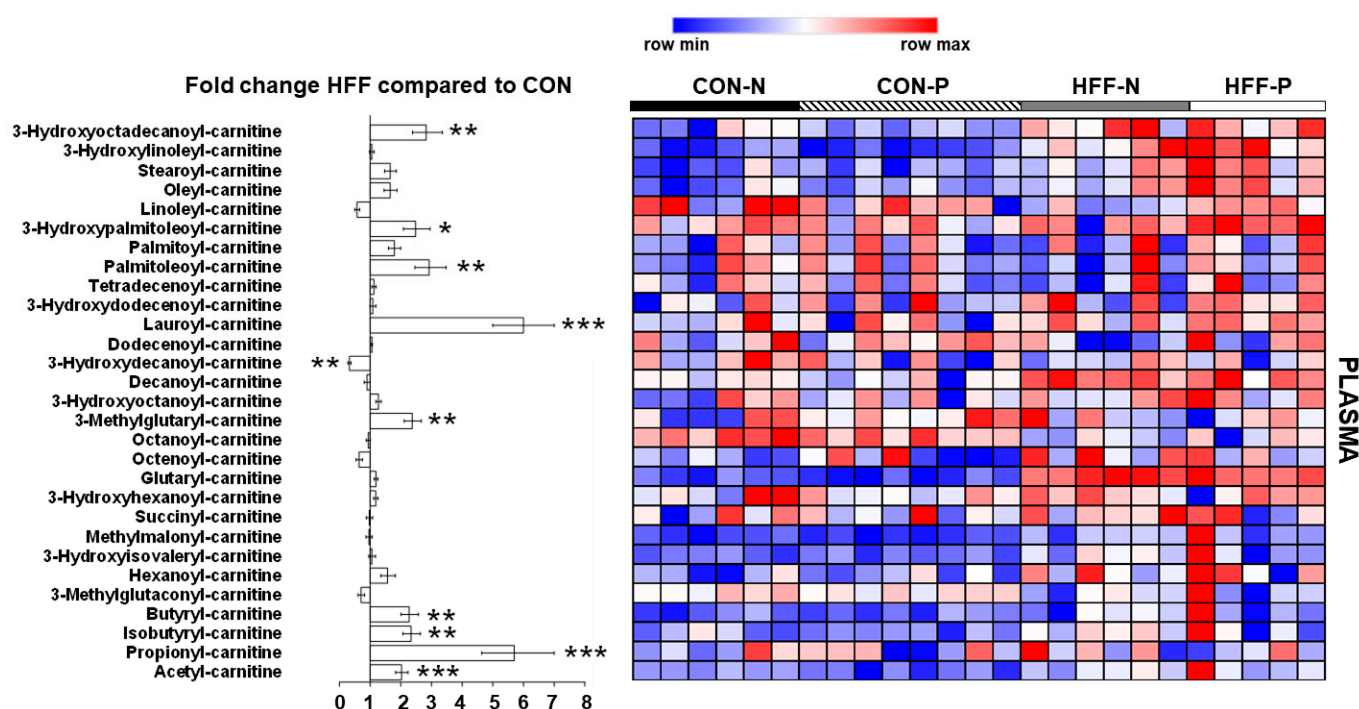 row min row max
Fold change HFF compared to CON
CON-N CON-P HFF-N HFF-P
3-Hydroxyoctadecanoyl-carnitine **
3-Hydroxylinoleyl-carnitine
Stearoyl-carnitine
Oleyl-carnitine
Linoleyl-carnitine
3-Hydroxypalmitoleoyl-carnitine *
Palmitoyl-carnitine
Palmitoleoyl-carnitine **
Tetradecenoyl-carnitine
3-Hydroxydodecenoyl-carnitine
Lauroyl-carnitine ***
Dodecenoyl-carnitine
3-Hydroxydecanoyl-carnitine **
Decanoyl-carnitine
3-Hydroxyoctanoyl-carnitine
3-Methylglutaryl-carnitine **
Octanoyl-carnitine
Octenoyl-carnitine
Glutaryl-carnitine
3-Hydroxyhexanoyl-carnitine
Succinyl-carnitine
Methylmalonyl-carnitine
3-Hydroxyisovaleryl-carnitine
Hexanoyl-carnitine
3-Methylglutaconyl-carnitine
Butyryl-carnitine **
Isobutyryl-carnitine **
Propionyl-carnitine ***
Acetyl-carnitine ***
0 1 2 3 4 5 6 7 8
PLASMA